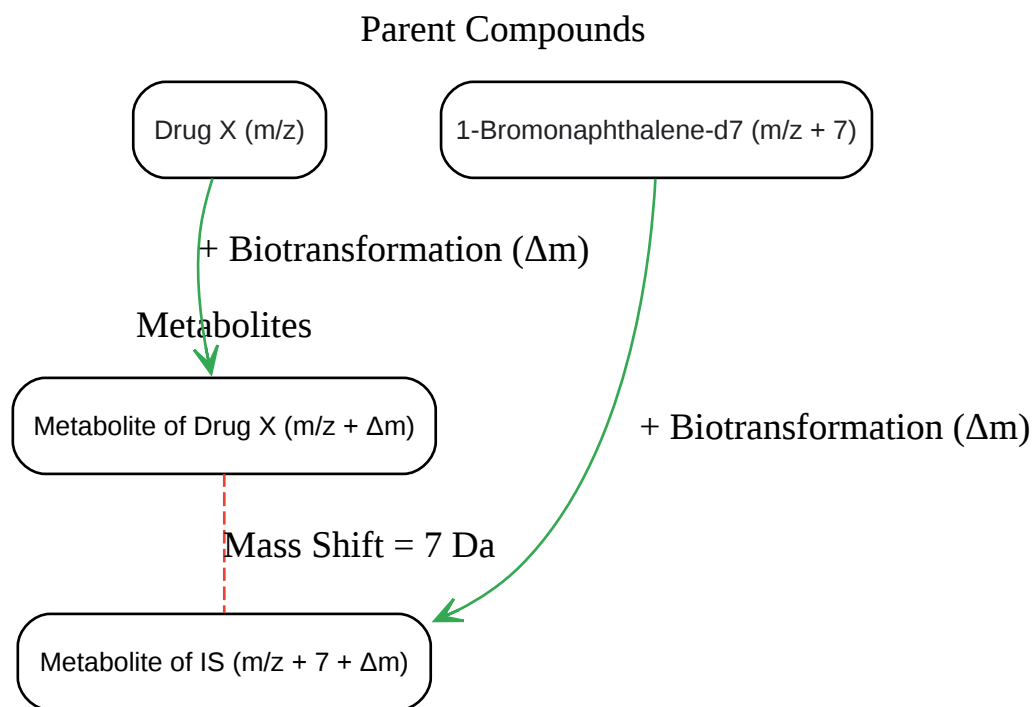 Parent Compounds
Drug X (m/z)
1-Bromonaphthalene-d7 (m/z + 7)
+ Biotransformation (Δm)
Metabolites
Metabolite of Drug X (m/z + Δm)
+ Biotransformation (Δm)
Mass Shift = 7 Da
Metabolite of IS (m/z + 7 + Δm)